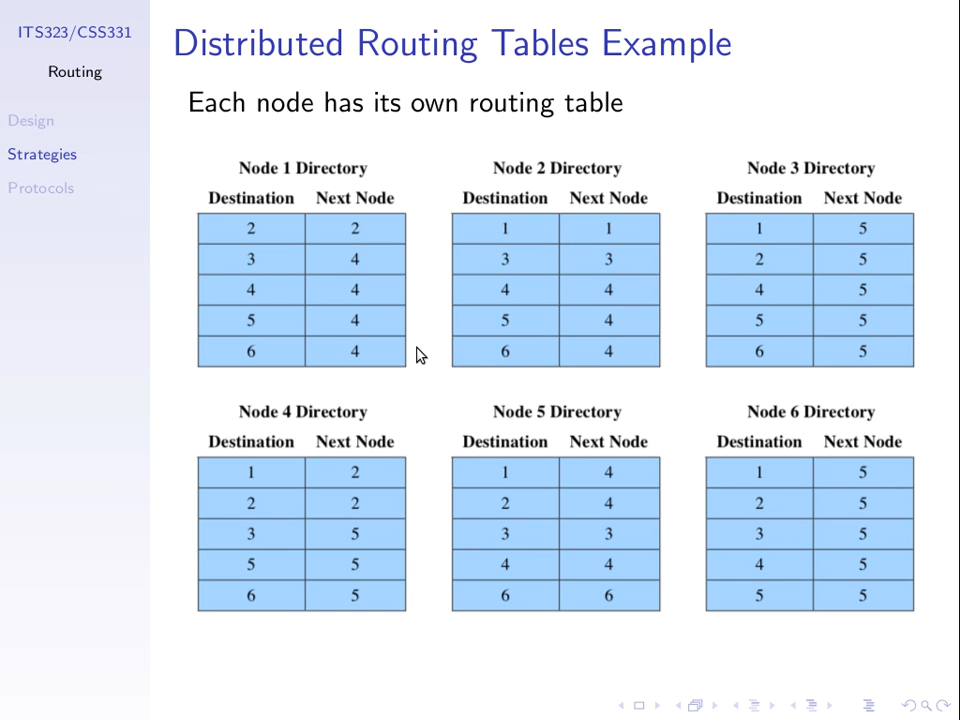 ITS323/CSS331
Routing
Design
Strategies
Protocols
Distributed Routing Tables Example
Each node has its own routing table
Node 1 Directory
Destination Next Node
2 2
3 4
4 4
5 4
6 4
Node 2 Directory
Destination Next Node
1 1
3 3
4 4
5 4
6 4
Node 3 Directory
Destination Next Node
1 5
2 5
4 5
5 5
6 5
Node 4 Directory
Destination Next Node
1 2
2 2
3 5
5 5
6 5
Node 5 Directory
Destination Next Node
1 4
2 4
3 3
4 4
6 6
Node 6 Directory
Destination Next Node
1 5
2 5
3 5
4 5
5 5